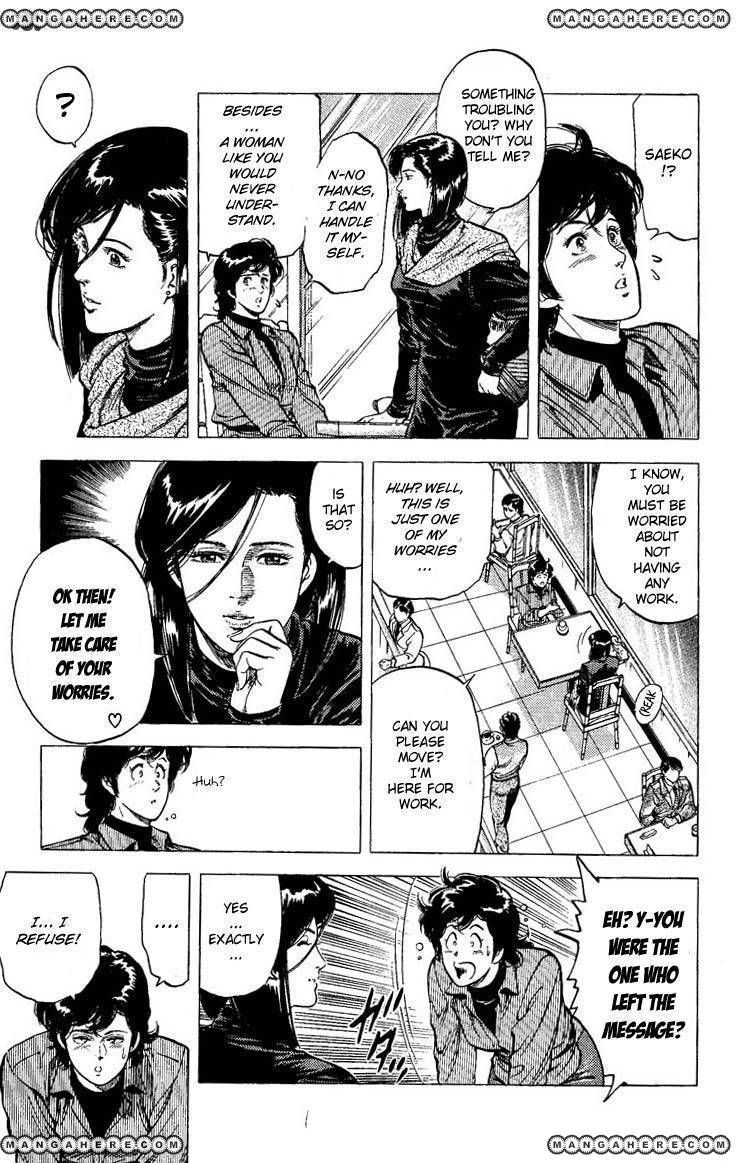 MANGAHERE.COM
MANGAHERE.COM
SAEKO
!?
SOMETHING
TROUBLING
YOU? WHY
DON'T YOU
TELL ME?
N-NO
THANKS,
I CAN
HANDLE
IT MY-
SELF.
BESIDES
...
A WOMAN
LIKE YOU
WOULD
NEVER
UNDER-
STAND.
?
I KNOW,
YOU
MUST BE
WORRIED
ABOUT
NOT
HAVING
ANY
WORK.
HUH? WELL,
THIS IS
JUST ONE
OF MY
WORRIES
...
CAN YOU
PLEASE
MOVE?
I'M
HERE FOR
WORK.
IS
THAT
SO?
OK THEN!
LET ME
TAKE CARE
OF YOUR
WORRIES.
♡
Huh?
EH? Y-YOU
WERE THE
ONE WHO
LEFT THE
MESSAGE?
YES
...
EXACTLY
...
ガタッ
....
I... I
REFUSE!
MANGAHERE.COM
MANGAHERE.COM